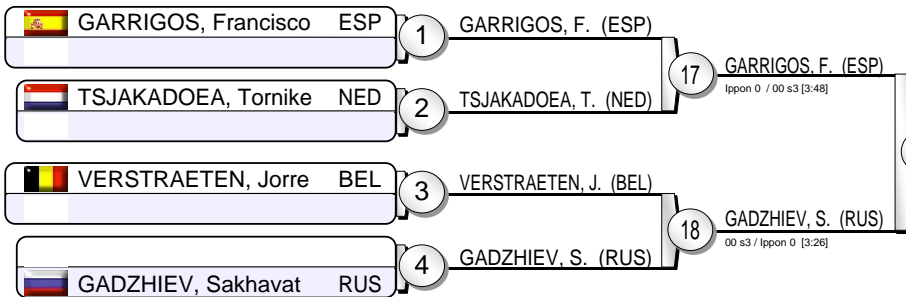 GARRIGOS, Francisco ESP
1
GARRIGOS, F. (ESP)
TSJAKADOEA, Tornike NED
2
TSJAKADOEA, T. (NED)
17
GARRIGOS, F. (ESP)
Ippon 0 / 00 s3 [3:48]
VERSTRAETEN, Jorre BEL
3
VERSTRAETEN, J. (BEL)
GADZHIEV, Sakhavat RUS
4
GADZHIEV, S. (RUS)
18
GADZHIEV, S. (RUS)
00 s3 / Ippon 0 [3:26]